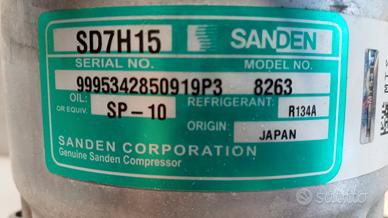 SD7H15 SANDEN
SERIAL NO. MODEL NO.
9995342850919P3 8263
OIL: SP-10 REFRIGERANT: R134A
OR EQUIV.
ORIGIN: JAPAN
SANDEN CORPORATION
Genuine Sanden Compressor
Subito